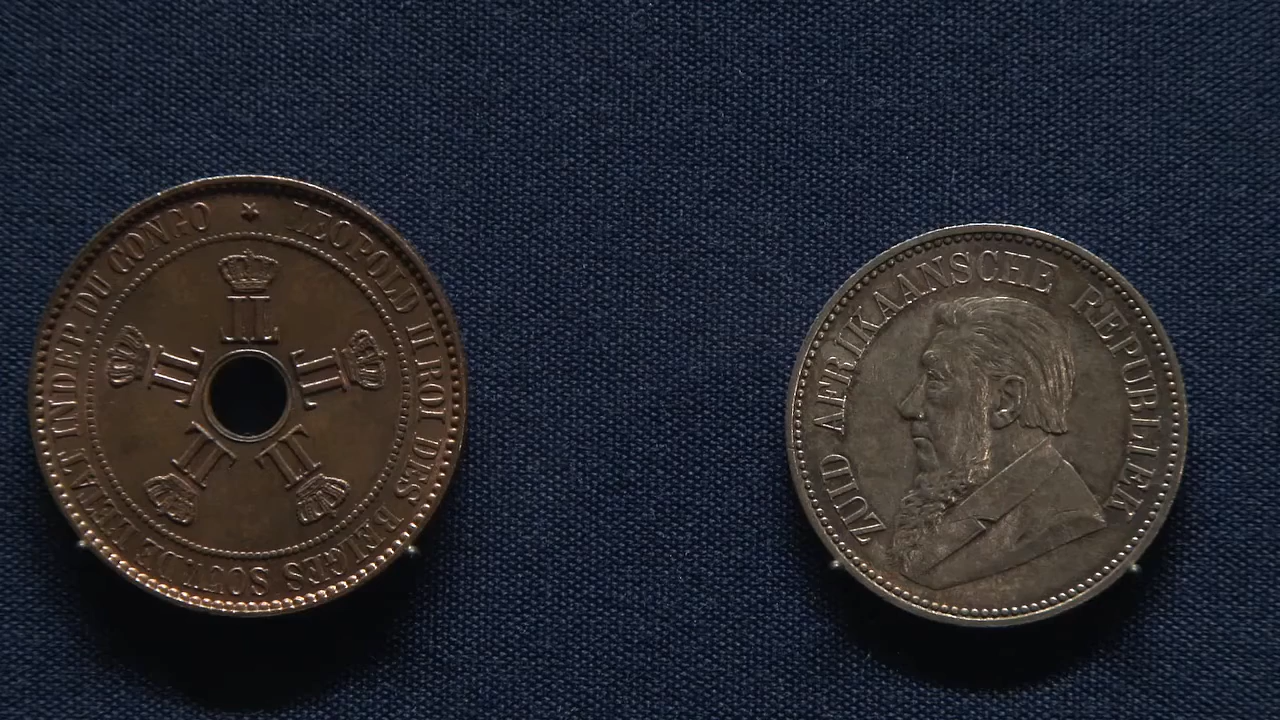 LEOPOLD II ROI DES BELGES SOUV. DE L'ETAT INDEP. DU CONGO
ZUID AFRIKAANSCHE REPUBLIEK